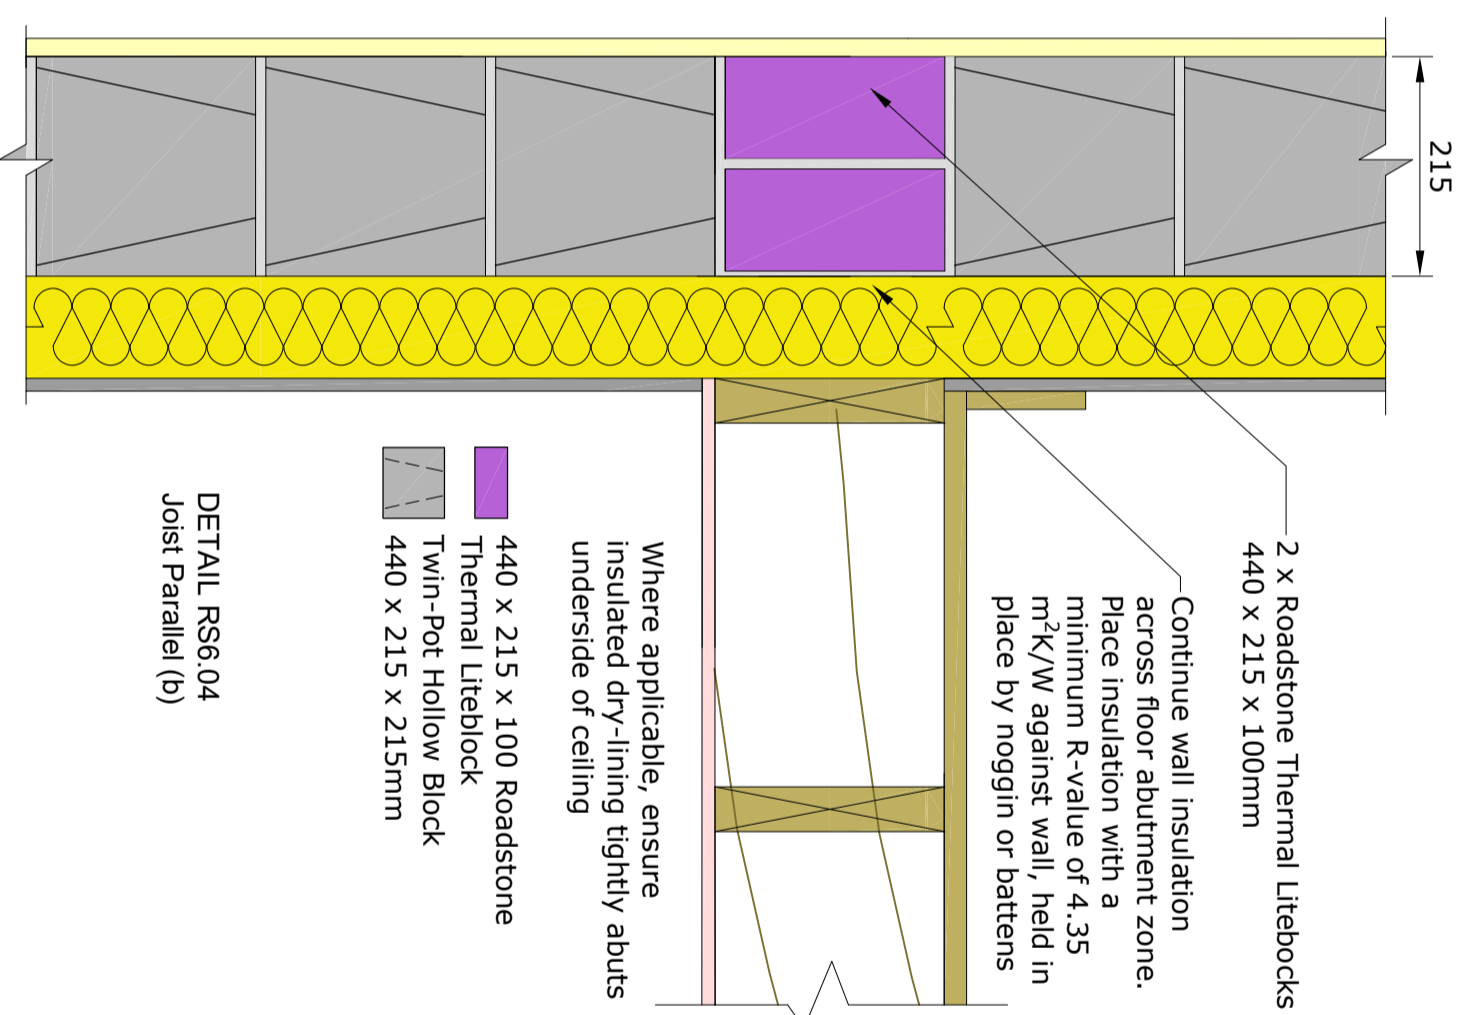 215
2 x Roadstone Thermal Litebocks
440 x 215 x 100mm
Continue wall insulation
across floor abutment zone.
Place insulation with a
minimum R-value of 4.35
m²K/W against wall, held in
place by noggin or battens
Where applicable, ensure
insulated dry-lining tightly abuts
underside of ceiling
440 x 215 x 100 Roadstone
Thermal Liteblock
Twin-Pot Hollow Block
440 x 215 x 215mm
DETAIL RS6.04
Joist Parallel (b)